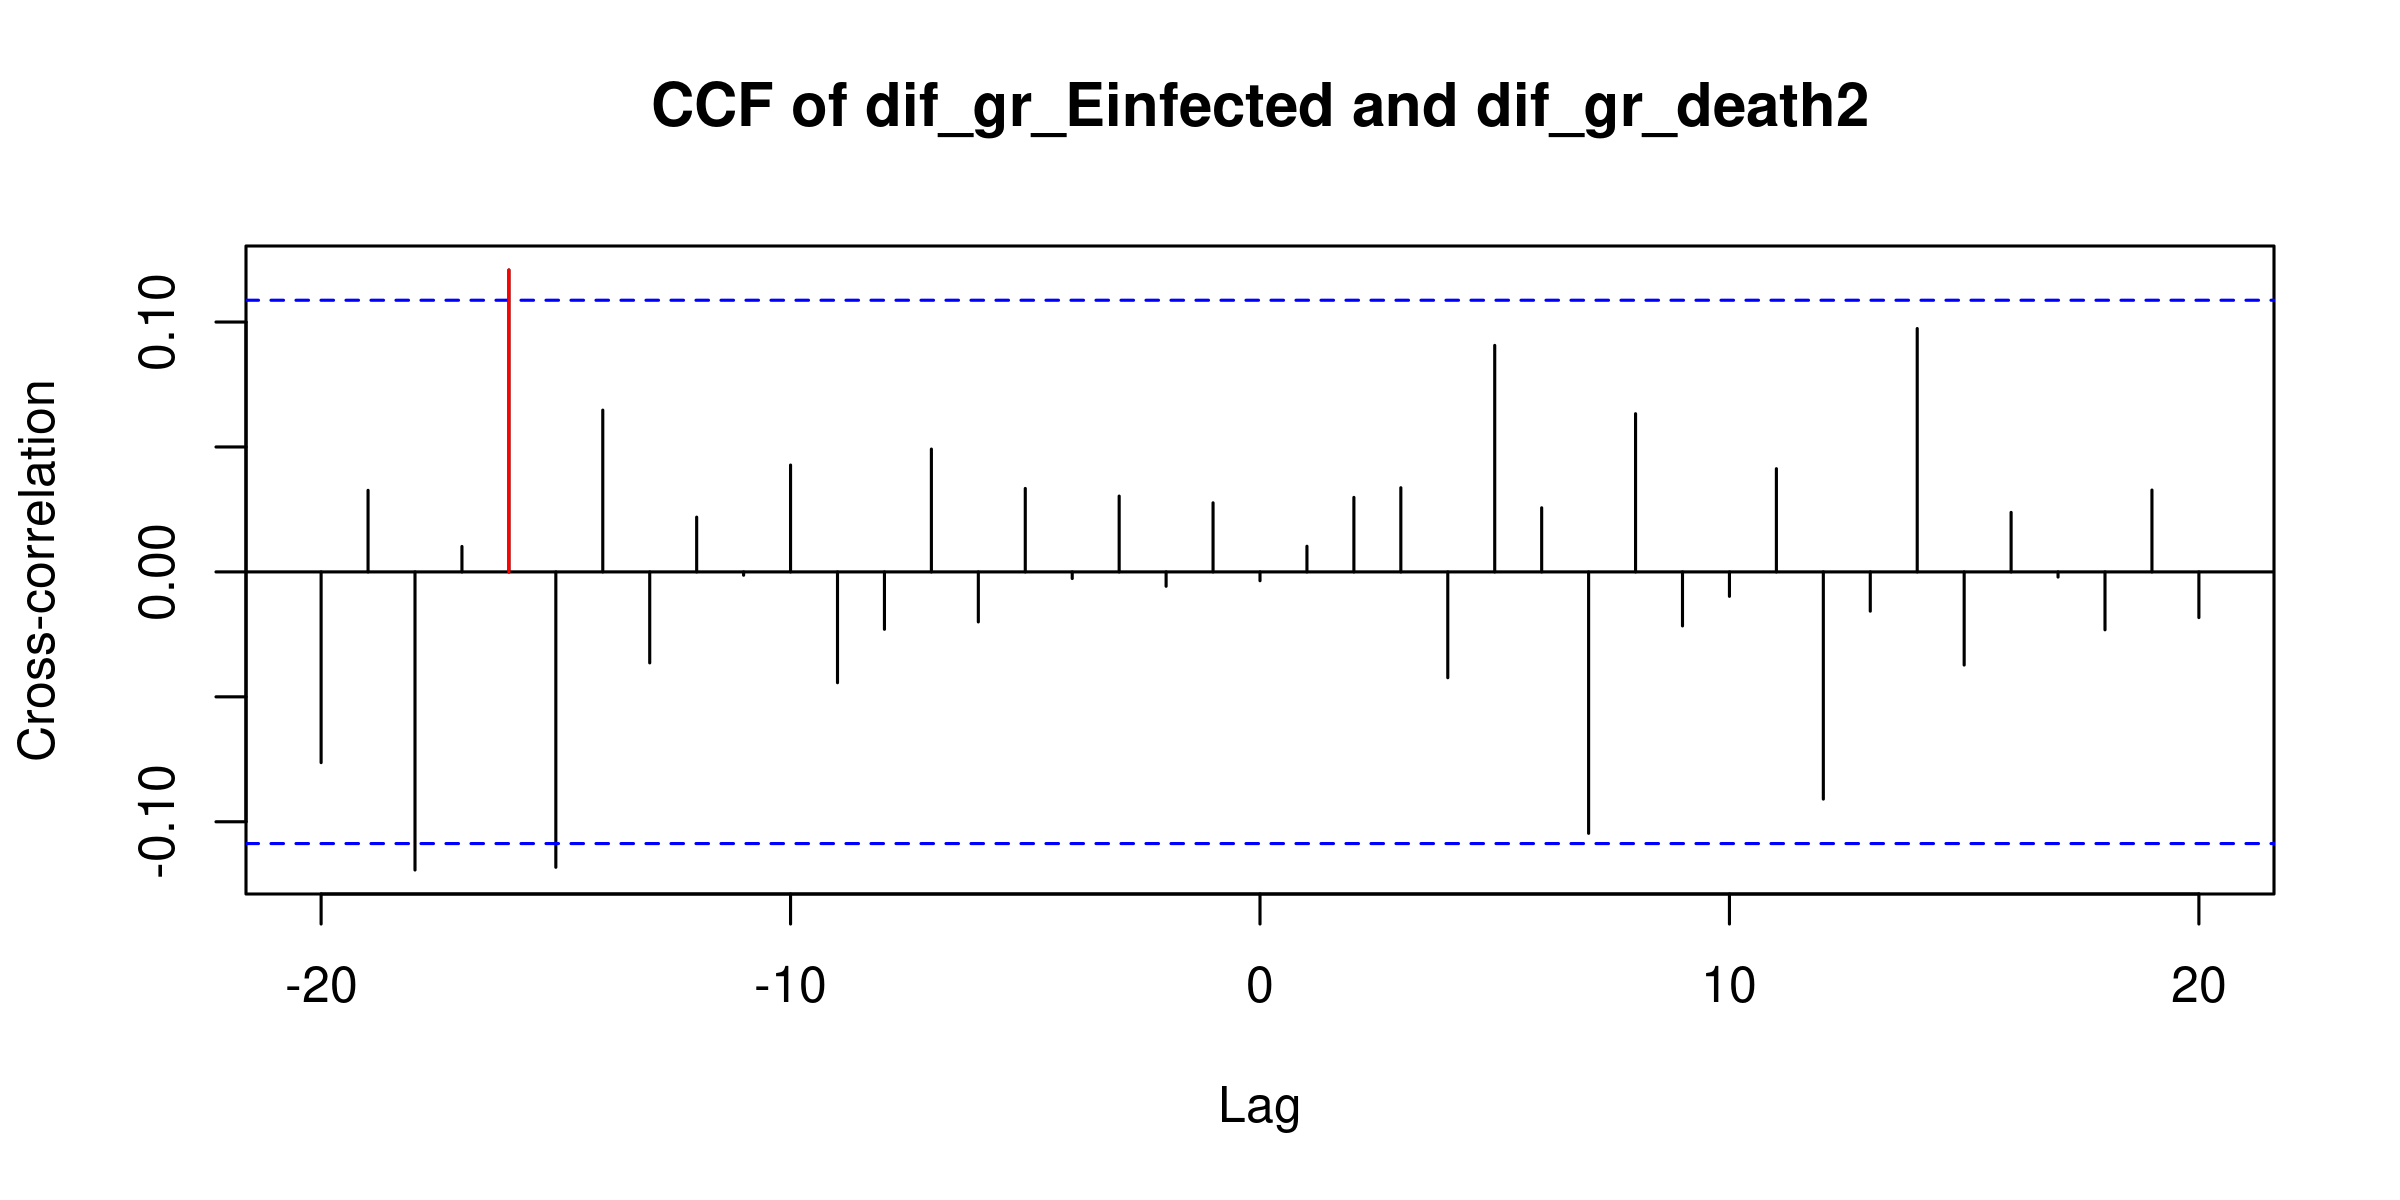 CCF of dif_gr_Einfected and dif_gr_death2
Cross-correlation
0.10
0.00
-0.10
-20 -10 0 10 20
Lag